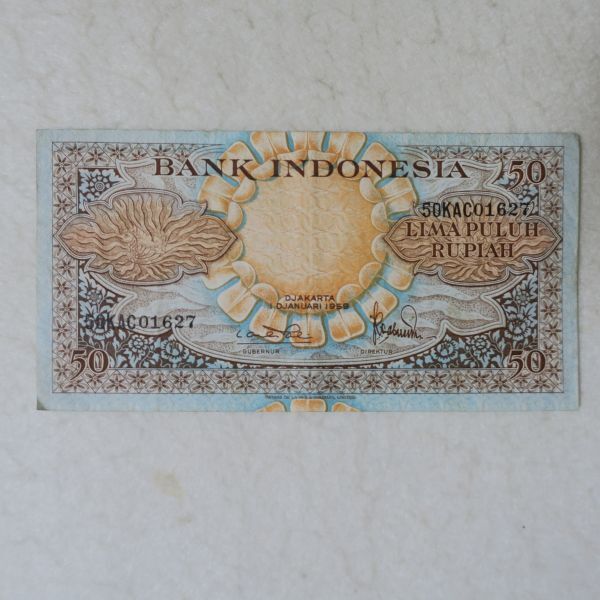 BANK INDONESIA
50
50KAC01627
LIMA PULUH
RUPIAH
DJAKARTA
1 DJANUARI 1959
50KAC01627
GUBERNUR
DIREKTUR
50
50